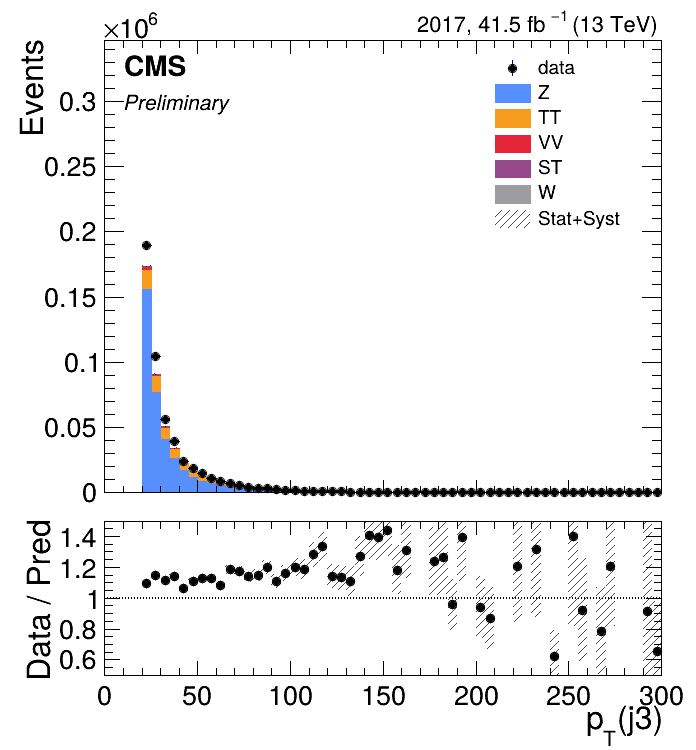 ×10⁶
2017, 41.5 fb⁻¹ (13 TeV)
CMS
Preliminary
Events
0.3
0.25
0.2
0.15
0.1
0.05
0
data
Z
TT
VV
ST
W
Stat+Syst
Data / Pred
1.4
1.2
1
0.8
0.6
0 50 100 150 200 250 300
p_T(j3)